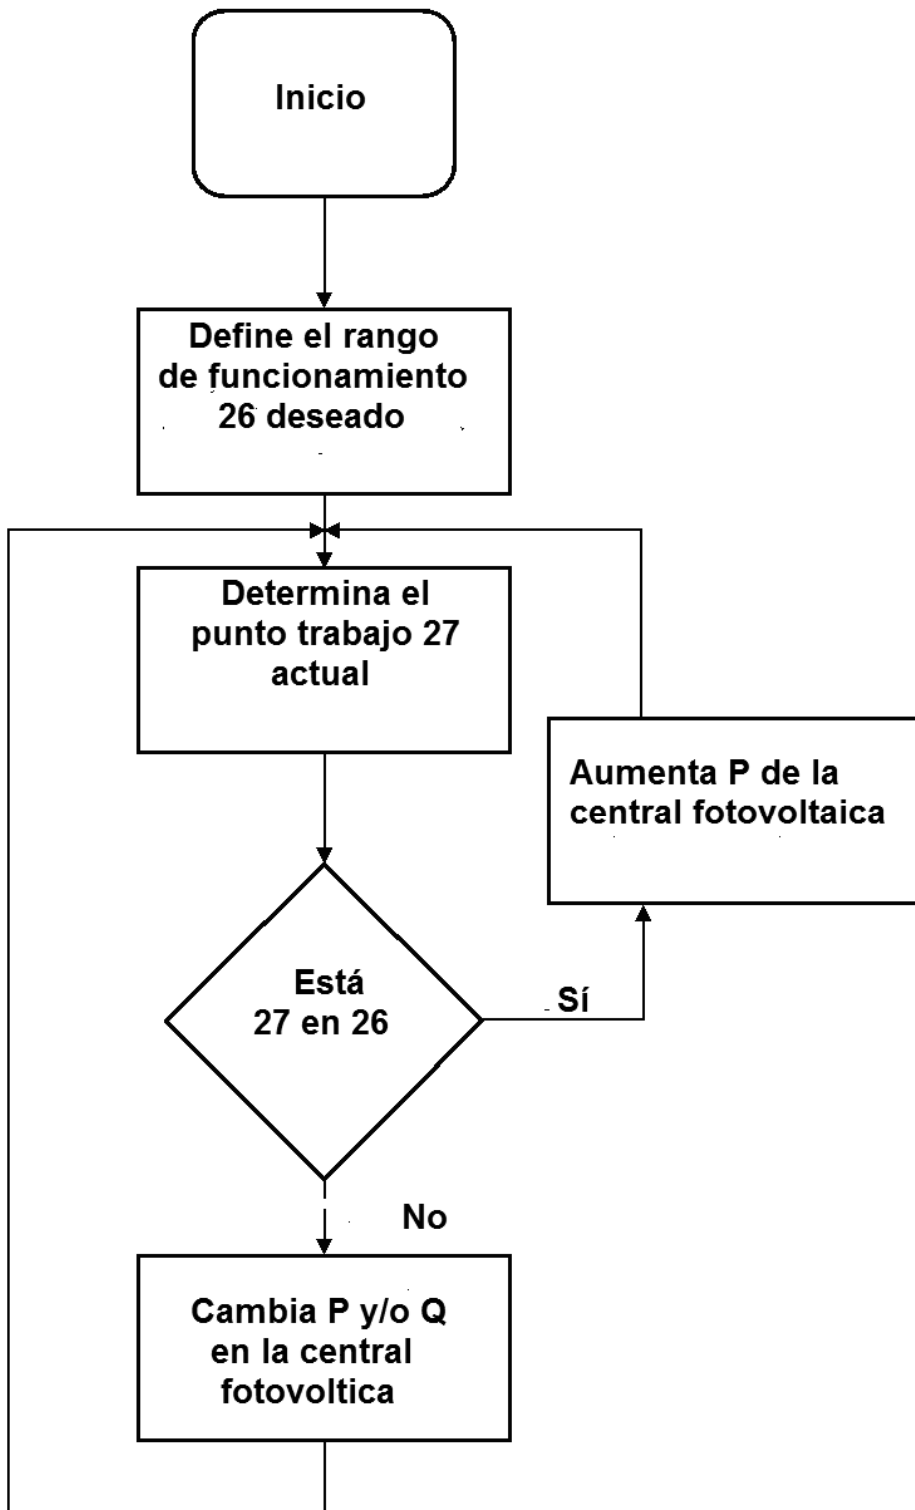 Inicio
Define el rango
de funcionamiento
26 deseado
Determina el
punto trabajo 27
actual
Aumenta P de la
central fotovoltaica
Está
27 en 26
Sí
No
Cambia P y/o Q
en la central
fotovoltica